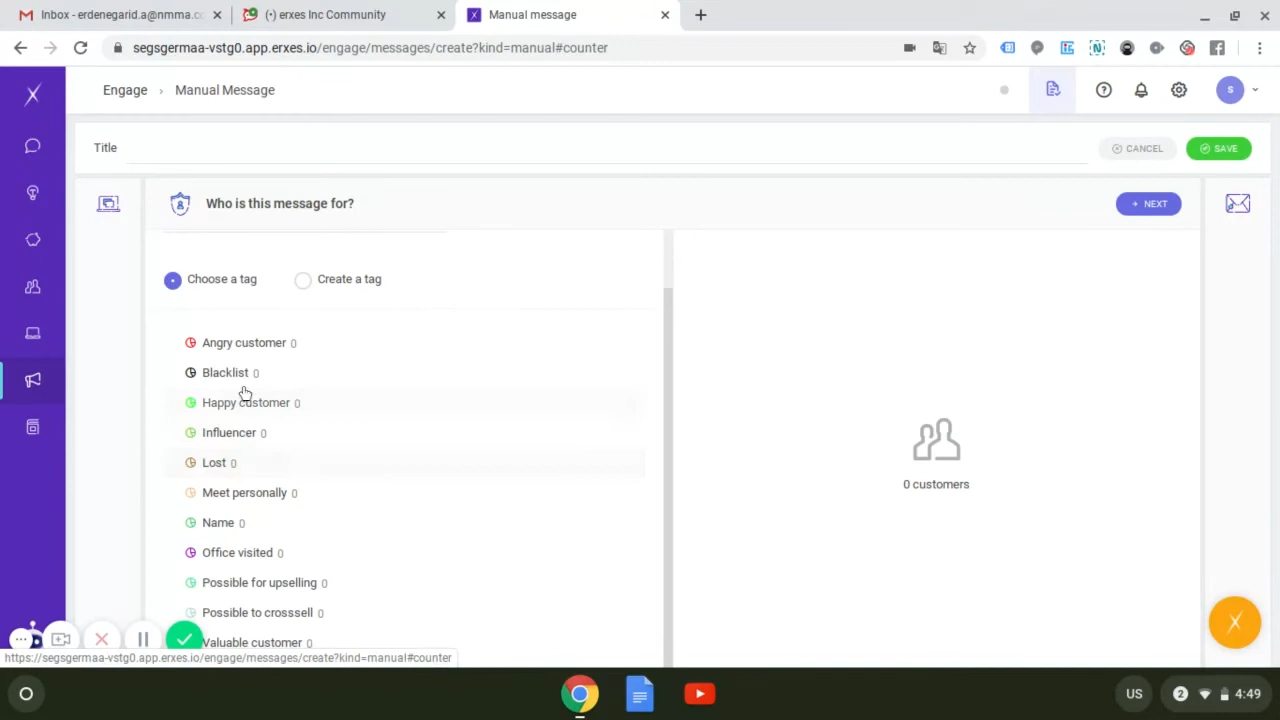 Inbox - erdenegarid.a@nmma.co
(•) erxes Inc Community
Manual message
segsgermaa-vstg0.app.erxes.io/engage/messages/create?kind=manual#counter
Engage › Manual Message
S
Title
CANCEL
SAVE
Who is this message for?
NEXT
Choose a tag
Create a tag
Angry customer 0
Blacklist 0
Happy customer 0
Influencer 0
Lost 0
Meet personally 0
Name 0
Office visited 0
Possible for upselling 0
Possible to crosssell 0
Valuable customer 0
0 customers
https://segsgermaa-vstg0.app.erxes.io/engage/messages/create?kind=manual#counter
US
2
4:49